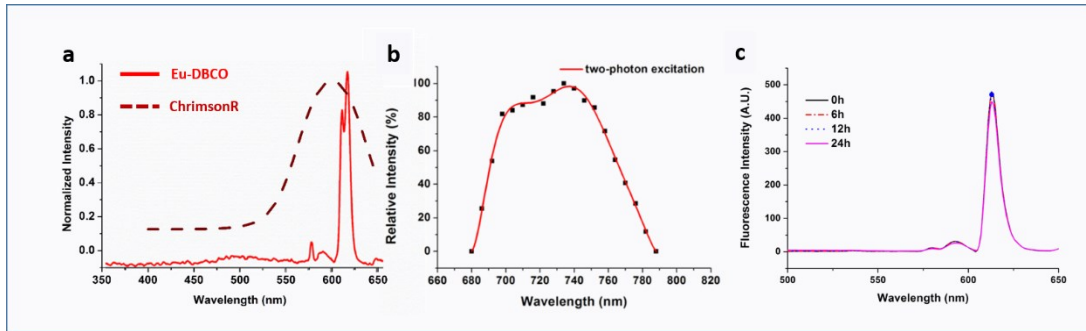 a
Eu-DBCO
ChrimsonR
Normalized Intensity
1.0
0.8
0.6
0.4
0.2
0.0
350 400 450 500 550 600 650
Wavelength (nm)
b
two-photon excitation
Relative Intensity (%)
100
80
60
40
20
0
660 680 700 720 740 760 780 800 820
Wavelength (nm)
c
0h
6h
12h
24h
Fluorescence Intensity (A.U.)
500
400
300
200
100
0
500 550 600 650
Wavelength (nm)